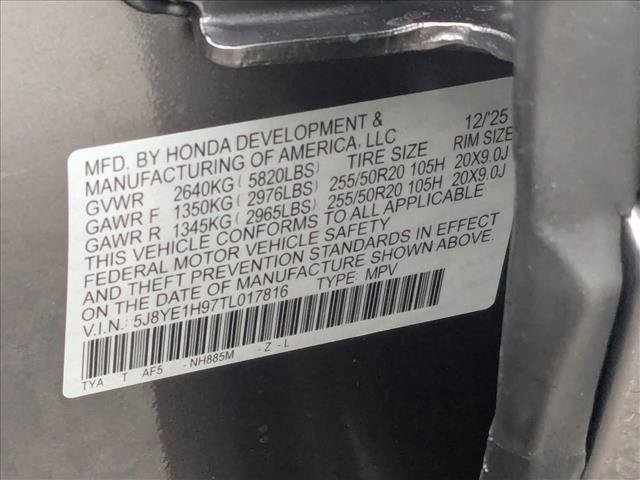 MFD. BY HONDA DEVELOPMENT & 12/'25
MANUFACTURING OF AMERICA, LLC
GVWR 2640KG ( 5820LBS) TIRE SIZE RIM SIZE
GAWR F 1350KG ( 2976LBS) 255/50R20 105H 20X9.0J
GAWR R 1345KG ( 2965LBS) 255/50R20 105H 20X9.0J
THIS VEHICLE CONFORMS TO ALL APPLICABLE
FEDERAL MOTOR VEHICLE SAFETY
AND THEFT PREVENTION STANDARDS IN EFFECT
ON THE DATE OF MANUFACTURE SHOWN ABOVE.
V.I.N.: 5J8YE1H97TL017816 TYPE: MPV
TYA T AF5 - NH885M - Z - L